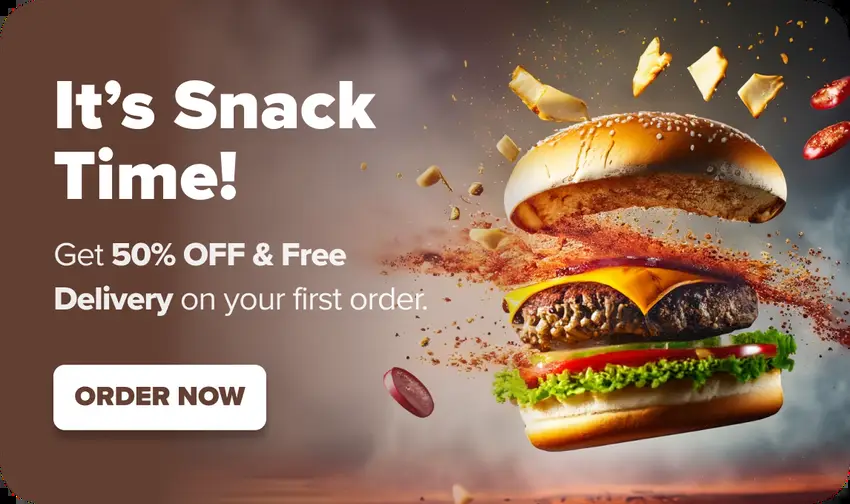 It’s Snack
Time!
Get 50% OFF & Free
Delivery on your first order.
ORDER NOW